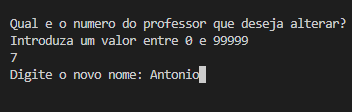 Qual e o numero do professor que deseja alterar?
Introduza um valor entre 0 e 99999
7
Digite o novo nome: Antonio